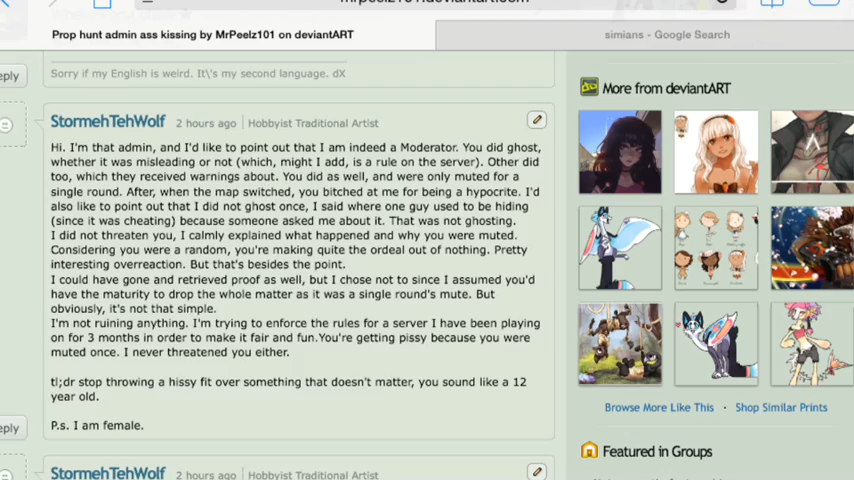 Prop hunt admin ass kissing by MrPeelz101 on deviantART
simians - Google Search
Sorry if my English is weird. It\'s my second language. dX
StormehTehWolf 2 hours ago | Hobbyist Traditional Artist
Hi. I'm that admin, and I'd like to point out that I am indeed a Moderator. You did ghost,
whether it was misleading or not (which, might I add, is a rule on the server). Other did
too, which they received warnings about. You did as well, and were only muted for a
single round. After, when the map switched, you bitched at me for being a hypocrite. I'd
also like to point out that I did not ghost once, I said where one guy used to be hiding
(since it was cheating) because someone asked me about it. That was not ghosting.
I did not threaten you, I calmly explained what happened and why you were muted.
Considering you were a random, you're making quite the ordeal out of nothing. Pretty
interesting overreaction. But that's besides the point.
I could have gone and retrieved proof as well, but I chose not to since I assumed you'd
have the maturity to drop the whole matter as it was a single round's mute. But
obviously, it's not that simple.
I'm not ruining anything. I'm trying to enforce the rules for a server I have been playing
on for 3 months in order to make it fair and fun.You're getting pissy because you were
muted once. I never threatened you either.
tl;dr stop throwing a hissy fit over something that doesn't matter, you sound like a 12
year old.
P.s. I am female.
StormehTehWolf 2 hours ago | Hobbyist Traditional Artist
More from deviantART
Browse More Like This · Shop Similar Prints
Featured in Groups